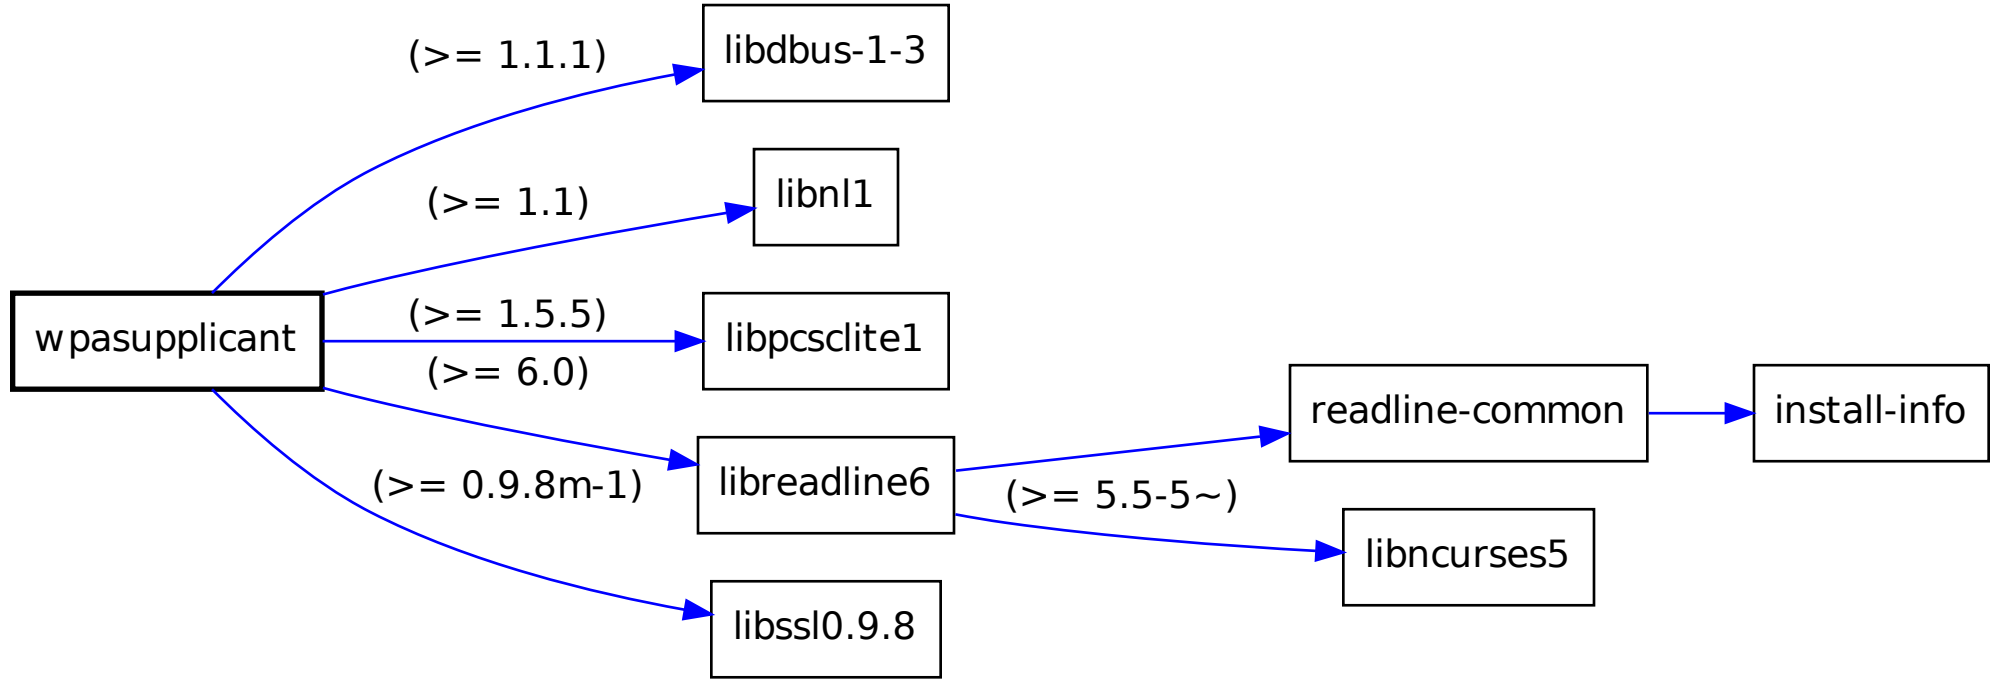 (>= 1.1.1)
libdbus-1-3
(>= 1.1)
libnl1
wpasupplicant
(>= 1.5.5)
libpcsclite1
(>= 6.0)
libreadline6
readline-common
install-info
(>= 0.9.8m-1)
(>= 5.5-5~)
libncurses5
libssl0.9.8